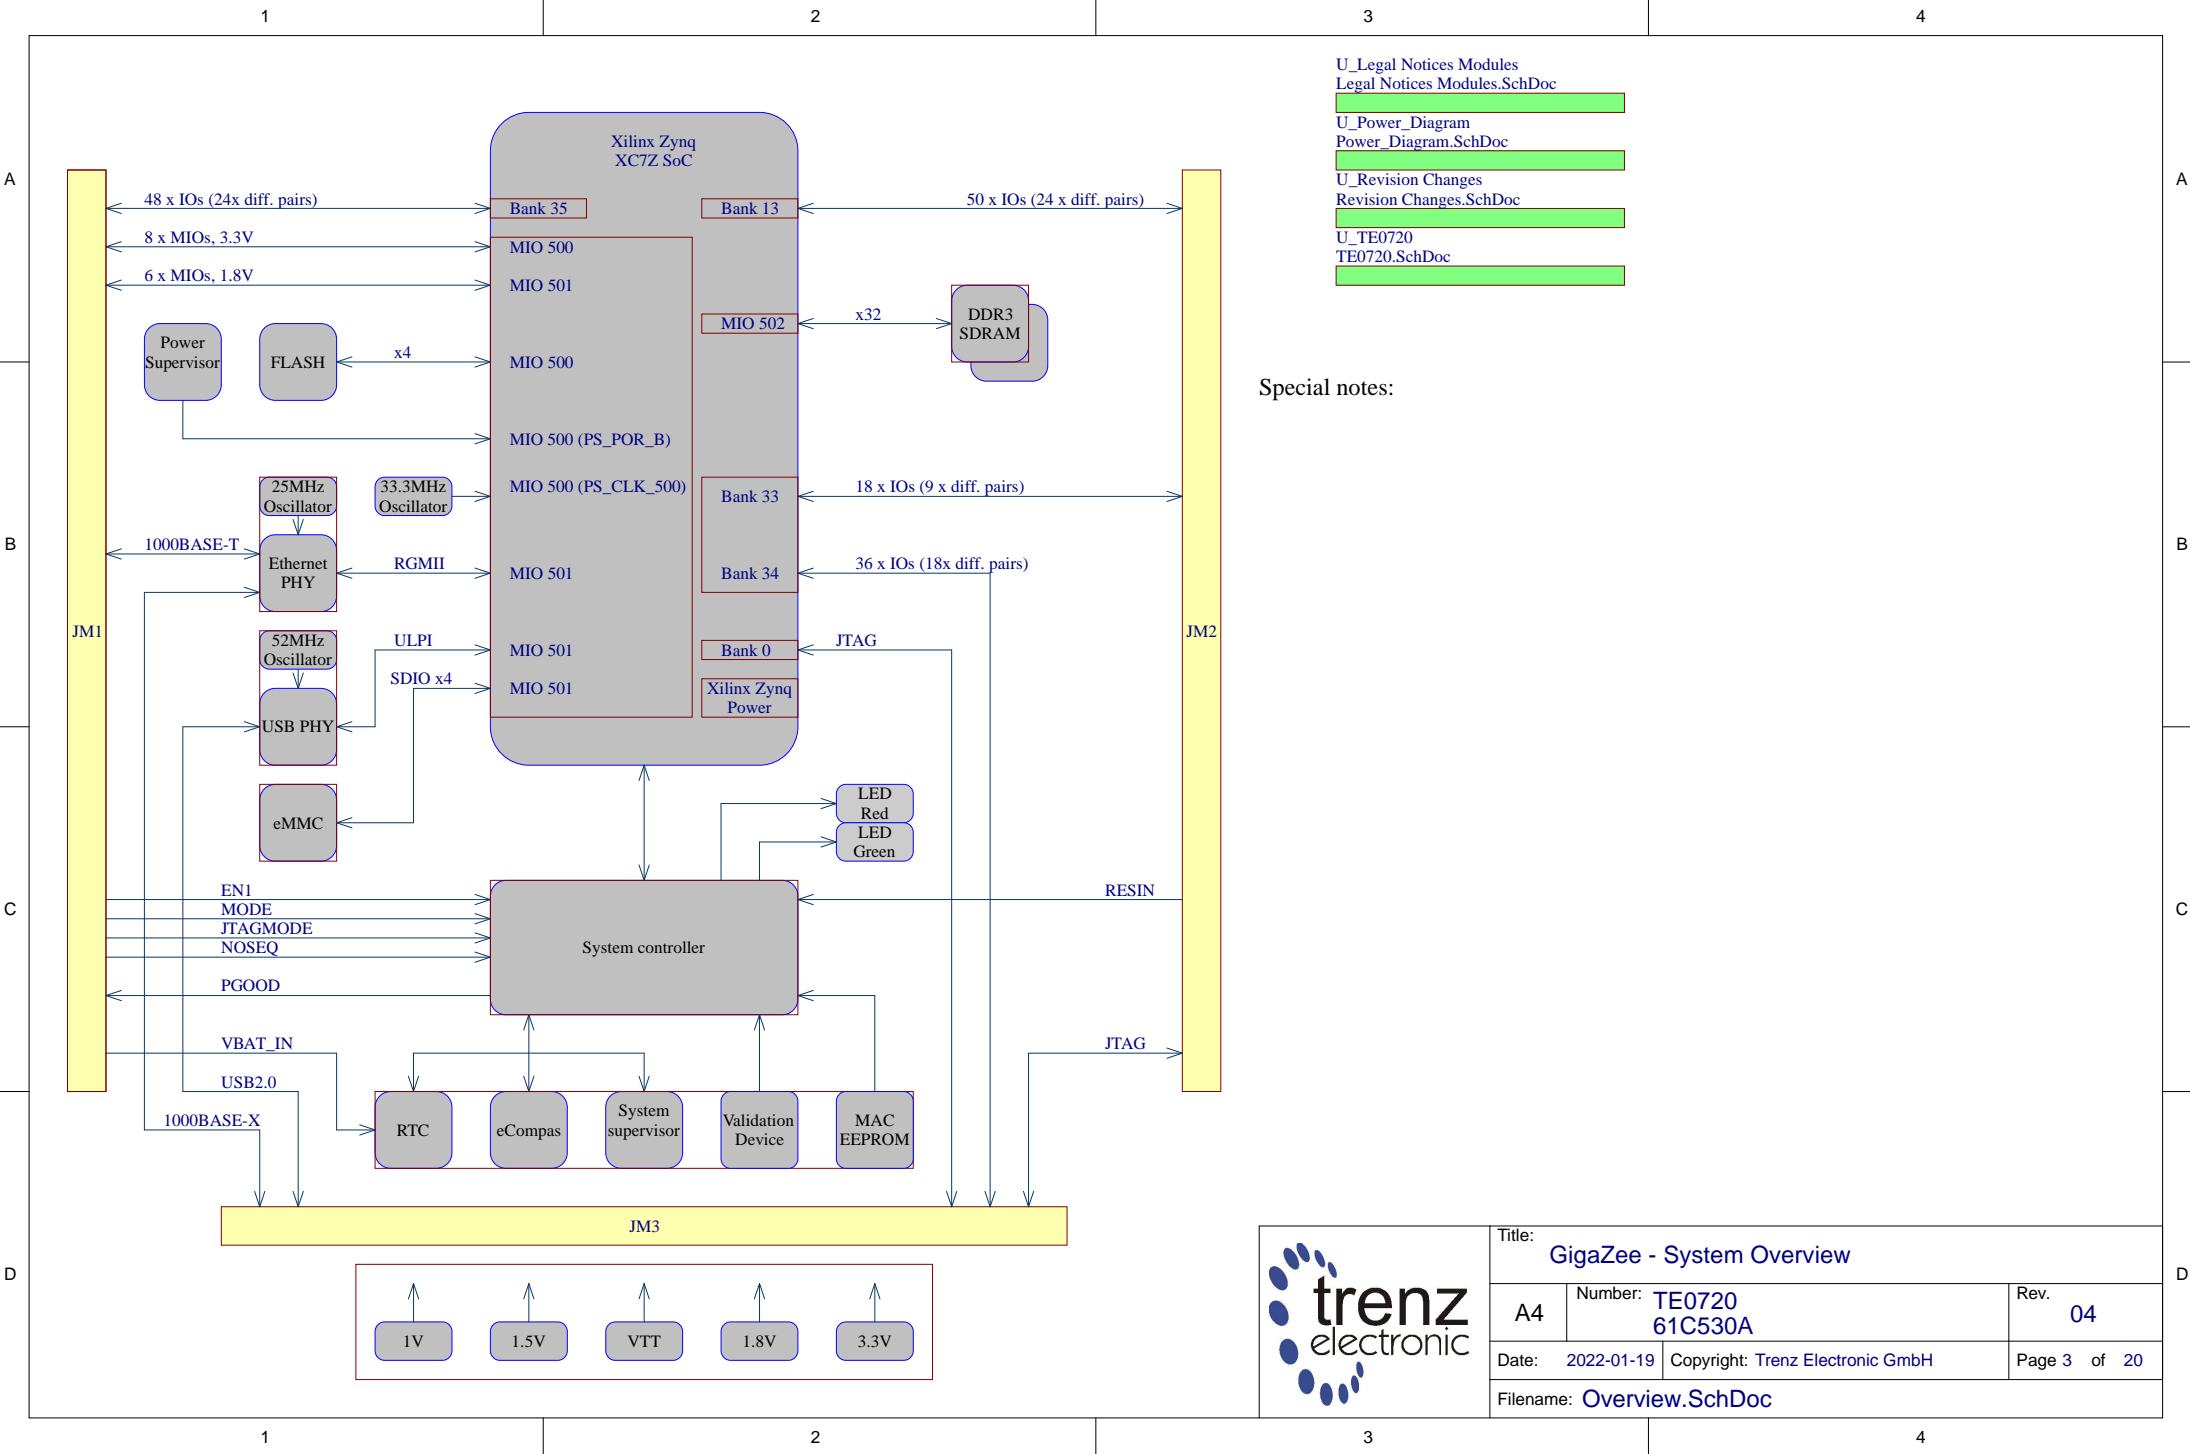 1
2
3
4
A
A
B
B
C
C
D
D
1
2
3
4
U_Legal Notices Modules
Legal Notices Modules.SchDoc
U_Power_Diagram
Power_Diagram.SchDoc
U_Revision Changes
Revision Changes.SchDoc
U_TE0720
TE0720.SchDoc
Special notes:
Xilinx Zynq
XC7Z SoC
48 x IOs (24x diff. pairs)
Bank 35
Bank 13
50 x IOs (24 x diff. pairs)
8 x MIOs, 3.3V
MIO 500
6 x MIOs, 1.8V
MIO 501
MIO 502
x32
DDR3
SDRAM
Power
Supervisor
FLASH
x4
MIO 500
MIO 500 (PS_POR_B)
25MHz
Oscillator
33.3MHz
Oscillator
MIO 500 (PS_CLK_500)
Bank 33
18 x IOs (9 x diff. pairs)
1000BASE-T
Ethernet
PHY
RGMII
MIO 501
Bank 34
36 x IOs (18x diff. pairs)
JM1
JM2
52MHz
Oscillator
ULPI
MIO 501
Bank 0
JTAG
SDIO x4
MIO 501
Xilinx Zynq
Power
USB PHY
eMMC
LED
Red
LED
Green
EN1
MODE
JTAGMODE
NOSEQ
PGOOD
System controller
RESIN
VBAT_IN
JTAG
USB2.0
1000BASE-X
RTC
eCompas
System
supervisor
Validation
Device
MAC
EEPROM
JM3
1V
1.5V
VTT
1.8V
3.3V
trenz
electronic
Title:
GigaZee - System Overview
A4
Number: TE0720
61C530A
Rev.
04
Date: 2022-01-19
Copyright: Trenz Electronic GmbH
Page 3 of 20
Filename: Overview.SchDoc